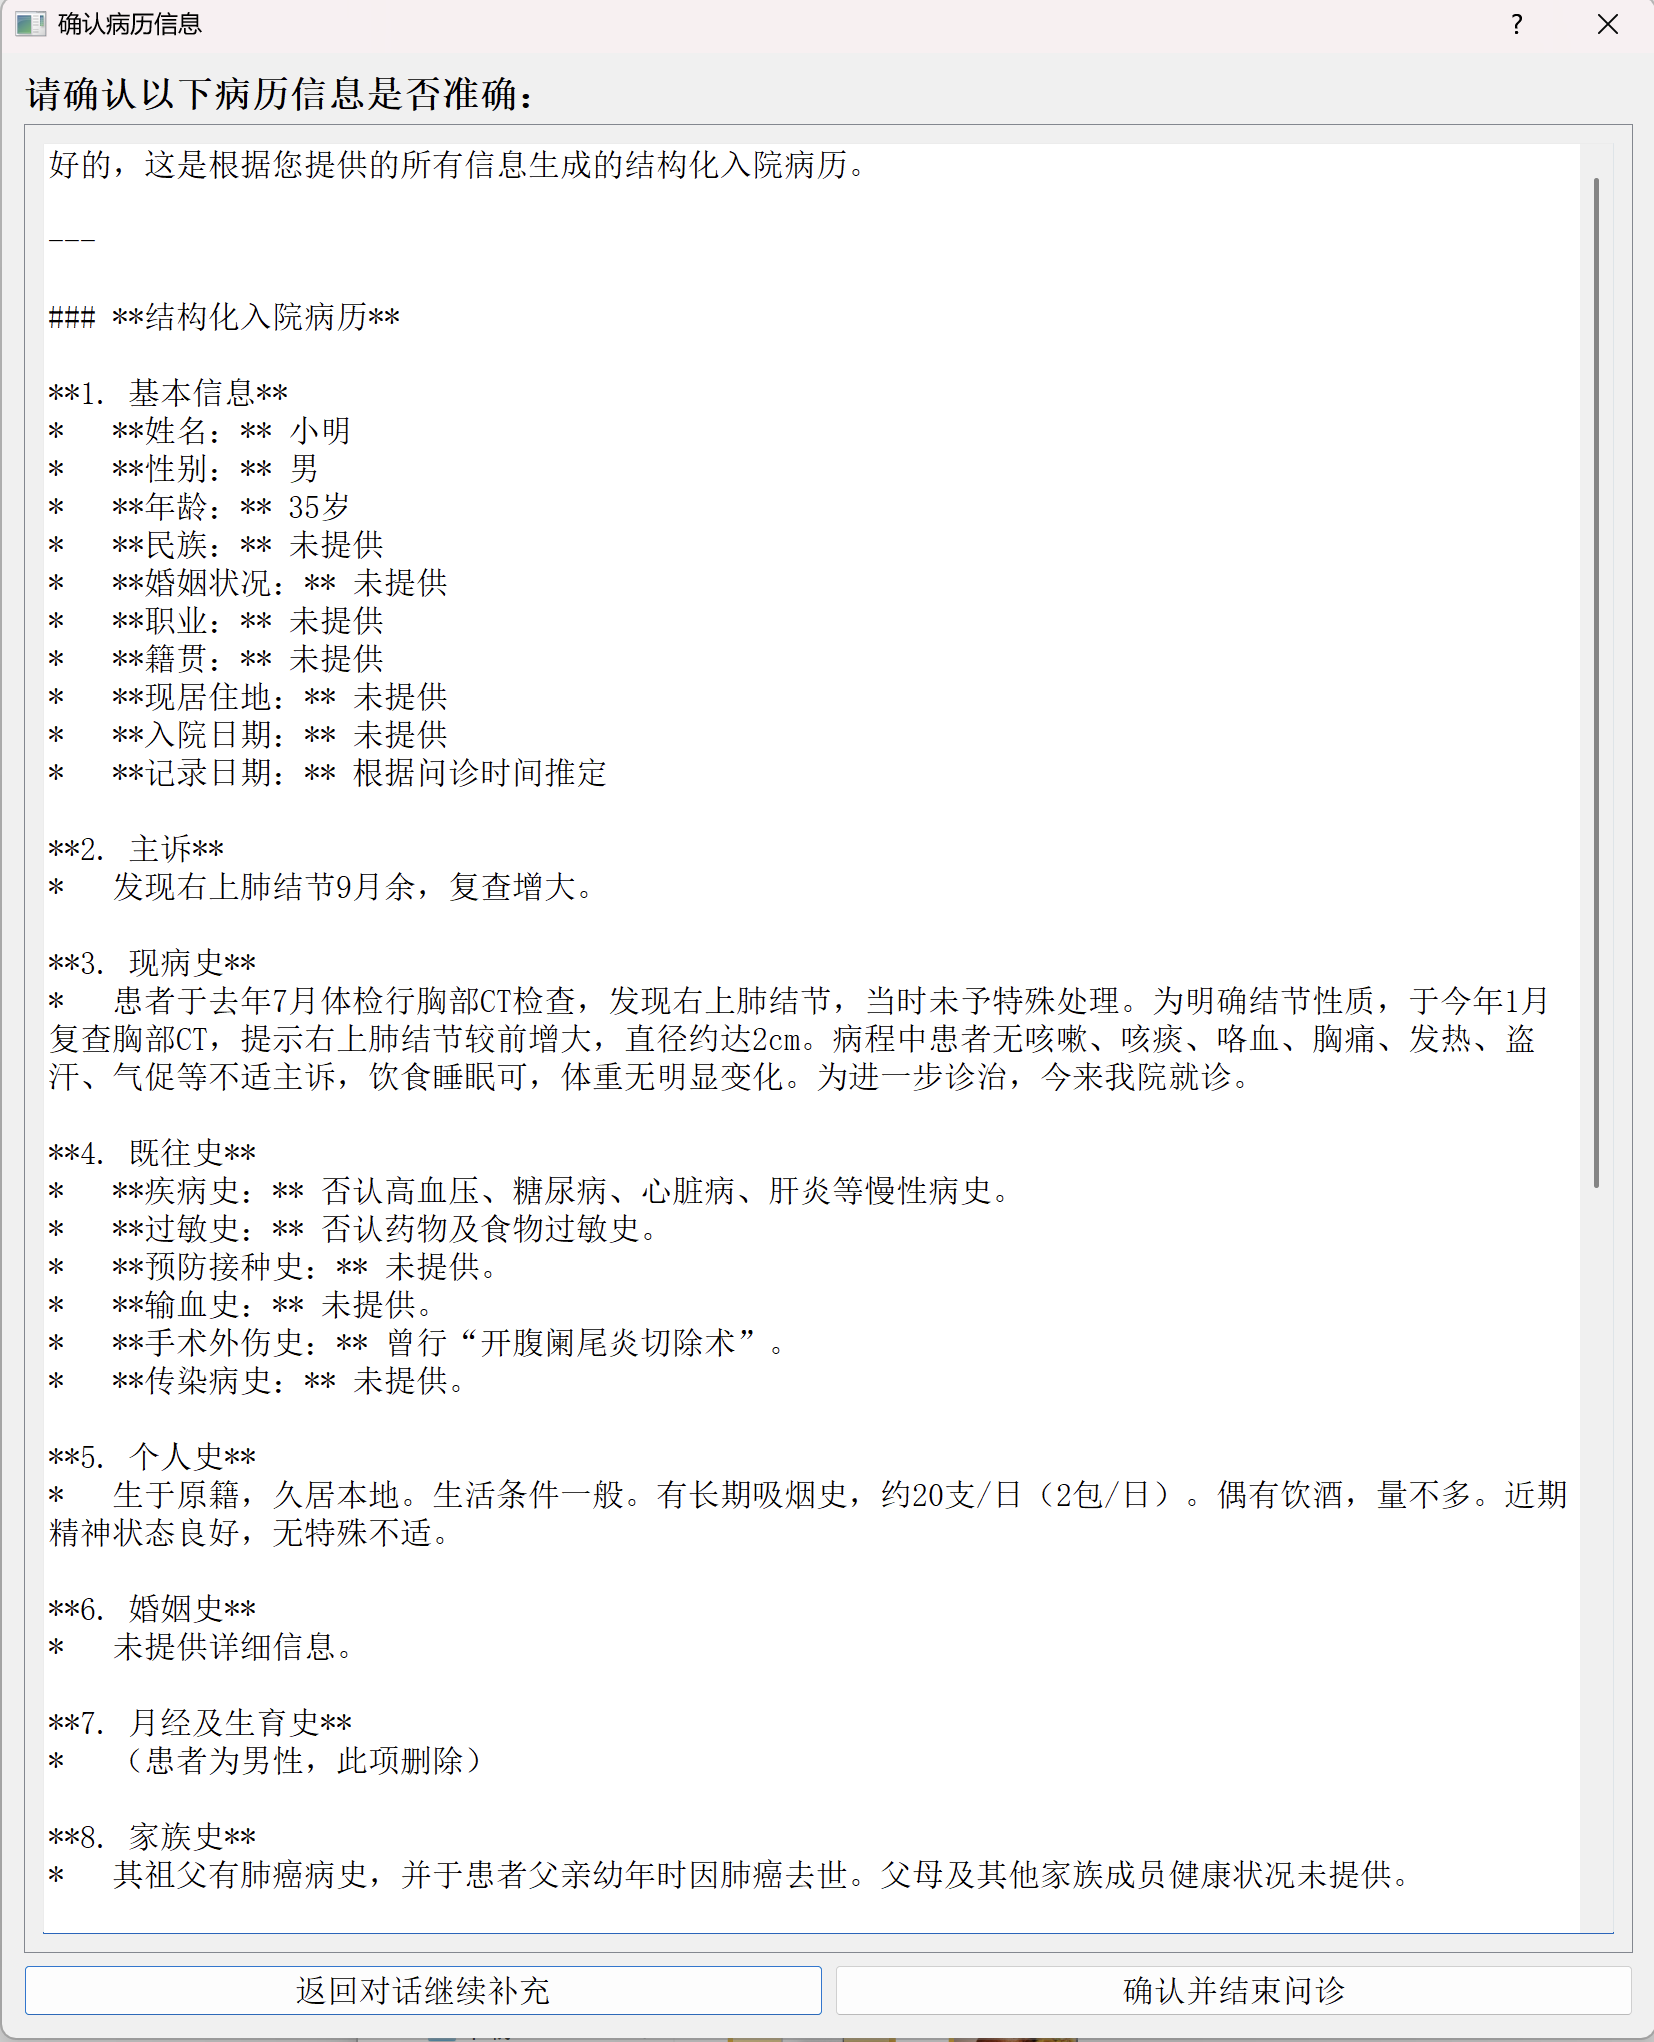 确认病历信息
?
请确认以下病历信息是否准确：
好的，这是根据您提供的所有信息生成的结构化入院病历。
---
### **结构化入院病历**
**1. 基本信息**
*   **姓名：** 小明
*   **性别：** 男
*   **年龄：** 35岁
*   **民族：** 未提供
*   **婚姻状况：** 未提供
*   **职业：** 未提供
*   **籍贯：** 未提供
*   **现居住地：** 未提供
*   **入院日期：** 未提供
*   **记录日期：** 根据问诊时间推定
**2. 主诉**
*   发现右上肺结节9月余，复查增大。
**3. 现病史**
*   患者于去年7月体检行胸部CT检查，发现右上肺结节，当时未予特殊处理。为明确结节性质，于今年1月
复查胸部CT，提示右上肺结节较前增大，直径约达2cm。病程中患者无咳嗽、咳痰、咯血、胸痛、发热、盗
汗、气促等不适主诉，饮食睡眠可，体重无明显变化。为进一步诊治，今来我院就诊。
**4. 既往史**
*   **疾病史：** 否认高血压、糖尿病、心脏病、肝炎等慢性病史。
*   **过敏史：** 否认药物及食物过敏史。
*   **预防接种史：** 未提供。
*   **输血史：** 未提供。
*   **手术外伤史：** 曾行“开腹阑尾炎切除术”。
*   **传染病史：** 未提供。
**5. 个人史**
*   生于原籍，久居本地。生活条件一般。有长期吸烟史，约20支/日（2包/日）。偶有饮酒，量不多。近期
精神状态良好，无特殊不适。
**6. 婚姻史**
*   未提供详细信息。
**7. 月经及生育史**
*   （患者为男性，此项删除）
**8. 家族史**
*   其祖父有肺癌病史，并于患者父亲幼年时因肺癌去世。父母及其他家族成员健康状况未提供。
返回对话继续补充
确认并结束问诊